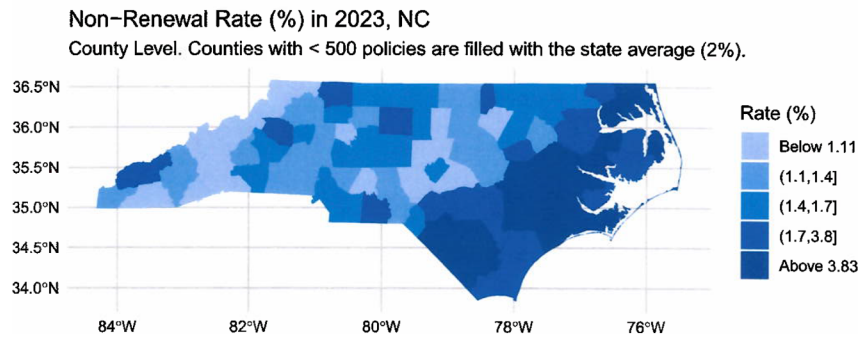 Non−Renewal Rate (%) in 2023, NC
County Level. Counties with < 500 policies are filled with the state average (2%).
36.5°N
36.0°N
35.5°N
35.0°N
34.5°N
34.0°N
84°W
82°W
80°W
78°W
76°W
Rate (%)
Below 1.11
(1.1,1.4]
(1.4,1.7]
(1.7,3.8]
Above 3.83